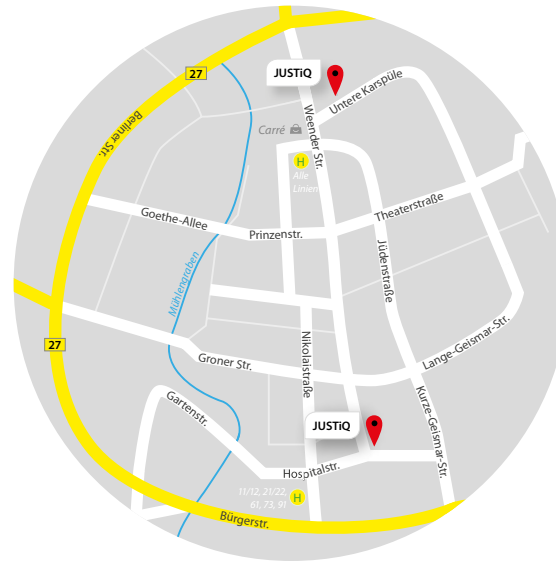 27
JUSTiQ
Untere Karspüle
Berliner Str.
Carré
Weender Str.
H
Alle
Linien
Theaterstraße
Goethe-Allee
Prinzenstr.
Jüdenstraße
Mühlengraben
27
Nikolaistraße
Lange-Geismar-Str.
Groner Str.
Kurze-Geismar-Str.
Gartenstr.
JUSTiQ
Hospitalstr.
11/12, 21/22,
61, 73, 91
H
Bürgerstr.